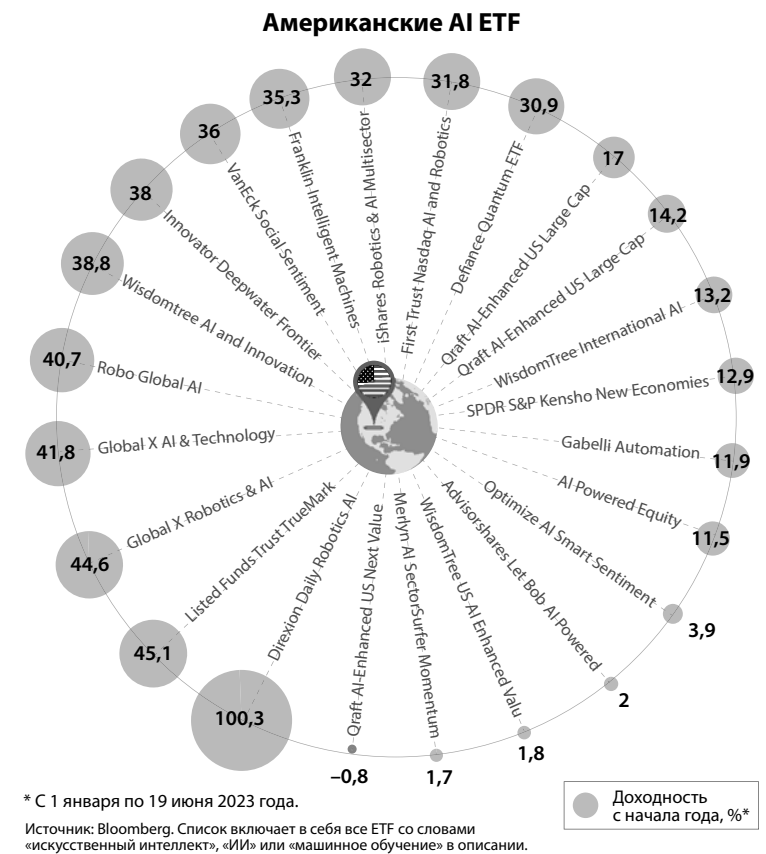 Американские AI ETF
32
iShares Robotics & AI Multisector
31,8
First Trust Nasdaq AI and Robotics
30,9
Defiance Quantum ETF
17
Qraft AI-Enhanced US Large Cap
14,2
Qraft AI-Enhanced US Large Cap
13,2
WisdomTree International AI
12,9
SPDR S&P Kensho New Economies
11,9
Gabelli Automation
11,5
AI Powered Equity
3,9
Optimize AI Smart Sentiment
2
Advisorshares Let Bob AI Powered
1,8
WisdomTree US AI Enhanced Valu
1,7
Merlyn AI SectorSurfer Momentum
–0,8
Qraft AI-Enhanced US Next Value
100,3
Direxion Daily Robotics AI
45,1
Listed Funds Trust TrueMark
44,6
Global X Robotics & AI
41,8
Global X AI & Technology
40,7
Robo Global AI
38,8
Wisdomtree AI and Innovation
38
Innovator Deepwater Frontier
36
VanEck Social Sentiment
35,3
Franklin Intelligent Machines
* С 1 января по 19 июня 2023 года.
Доходность
с начала года, %*
Источник: Bloomberg. Список включает в себя все ETF со словами
«искусственный интеллект», «ИИ» или «машинное обучение» в описании.